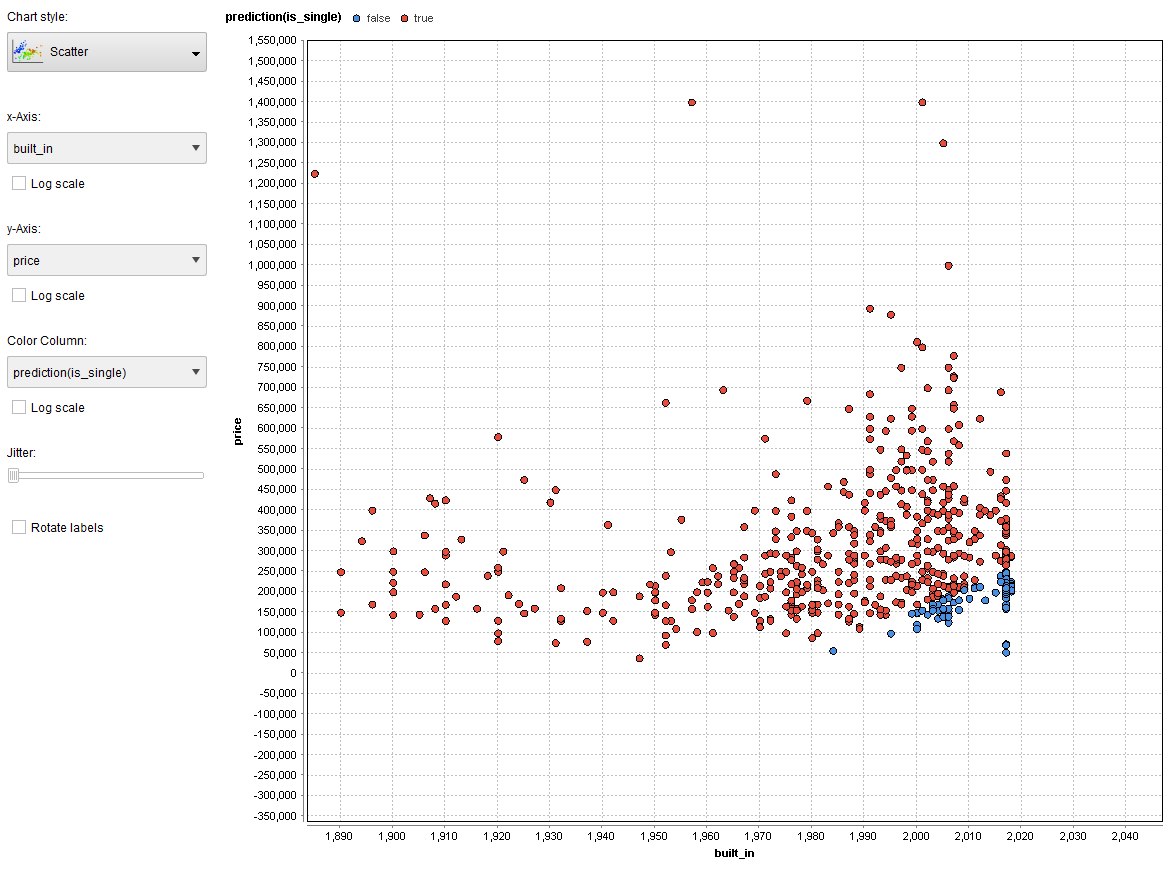 Chart style:
Scatter
x-Axis:
built_in
Log scale
y-Axis:
price
Log scale
Color Column:
prediction(is_single)
Log scale
Jitter:
Rotate labels
prediction(is_single) false true
1,550,000
1,500,000
1,450,000
1,400,000
1,350,000
1,300,000
1,250,000
1,200,000
1,150,000
1,100,000
1,050,000
1,000,000
950,000
900,000
850,000
800,000
750,000
700,000
650,000
600,000
550,000
500,000
450,000
400,000
350,000
300,000
250,000
200,000
150,000
100,000
50,000
0
-50,000
-100,000
-150,000
-200,000
-250,000
-300,000
-350,000
price
1,890 1,900 1,910 1,920 1,930 1,940 1,950 1,960 1,970 1,980 1,990 2,000 2,010 2,020 2,030 2,040
built_in